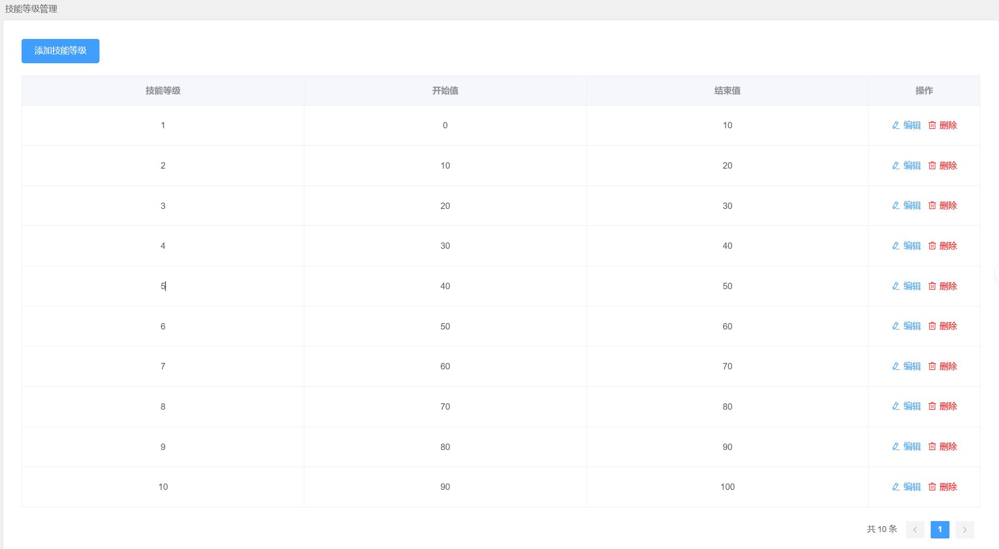 技能等级管理
添加技能等级
技能等级 开始值 结束值 操作
1 0 10 编辑 删除
2 10 20 编辑 删除
3 20 30 编辑 删除
4 30 40 编辑 删除
5 40 50 编辑 删除
6 50 60 编辑 删除
7 60 70 编辑 删除
8 70 80 编辑 删除
9 80 90 编辑 删除
10 90 100 编辑 删除
共 10 条 1